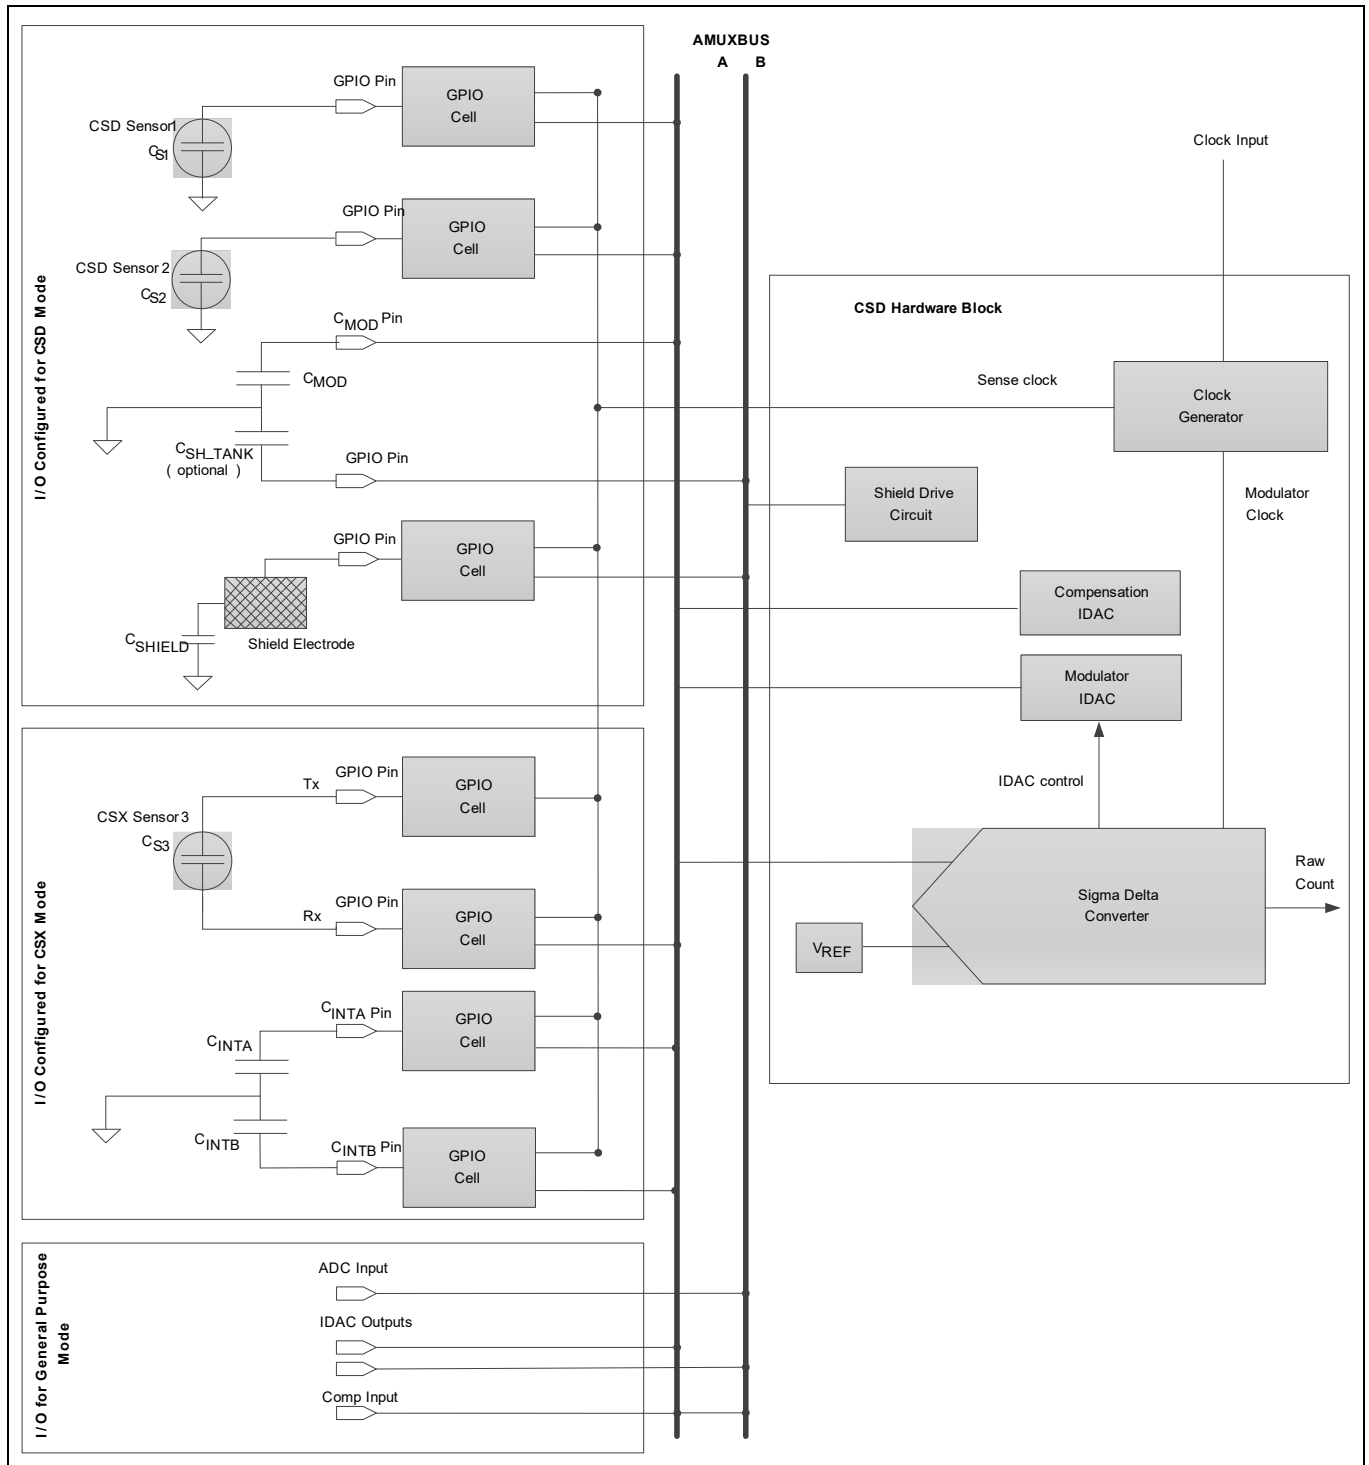 AMUXBUS
A B
I/O Configured for CSD Mode
GPIO Pin
GPIO
Cell
CSD Sensor1
CS1
GPIO Pin
GPIO
Cell
CSD Sensor 2
CS2
CMOD Pin
CMOD
CSH_TANK
( optional )
GPIO Pin
GPIO Pin
GPIO
Cell
CSHIELD
Shield Electrode
I/O Configured for CSX Mode
Tx
GPIO Pin
GPIO
Cell
CSX Sensor 3
CS3
Rx
GPIO Pin
GPIO
Cell
CINTA Pin
GPIO
Cell
CINTA
CINTB
CINTB Pin
GPIO
Cell
I/O for General Purpose
Mode
ADC Input
IDAC Outputs
Comp Input
Clock Input
CSD Hardware Block
Sense clock
Clock
Generator
Shield Drive
Circuit
Modulator
Clock
Compensation
IDAC
Modulator
IDAC
IDAC control
Sigma Delta
Converter
Raw
Count
VREF